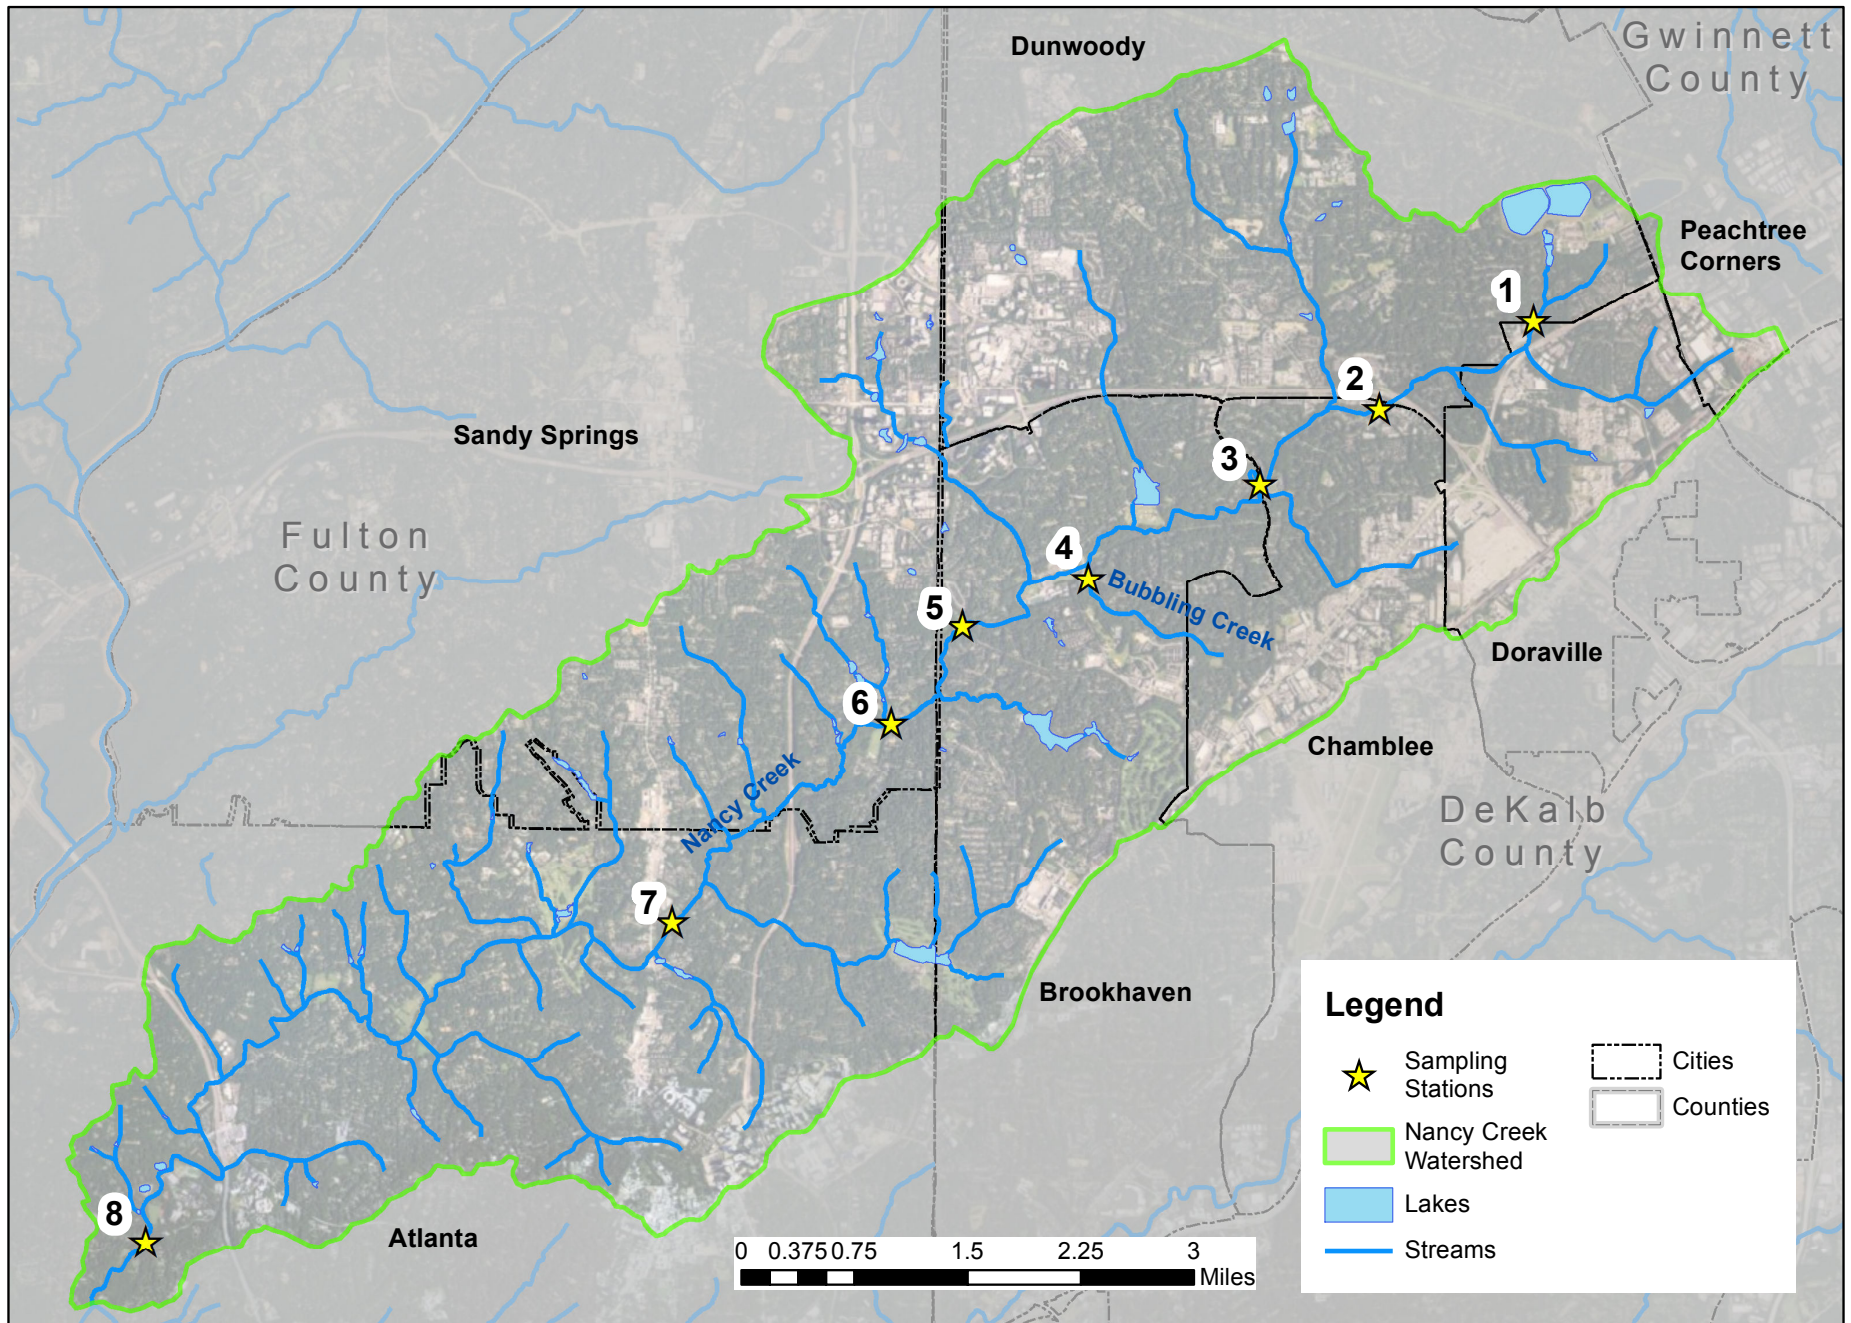 Dunwoody
Gwinnett
County
Peachtree
Corners
1
2
3
Sandy Springs
Fulton
County
4
Bubbling Creek
5
Doraville
6
Chamblee
Nancy Creek
DeKalb
County
7
Brookhaven
8
Atlanta
0 0.375 0.75 1.5 2.25 3
Miles
Legend
Sampling
Stations
Nancy Creek
Watershed
Lakes
Streams
Cities
Counties